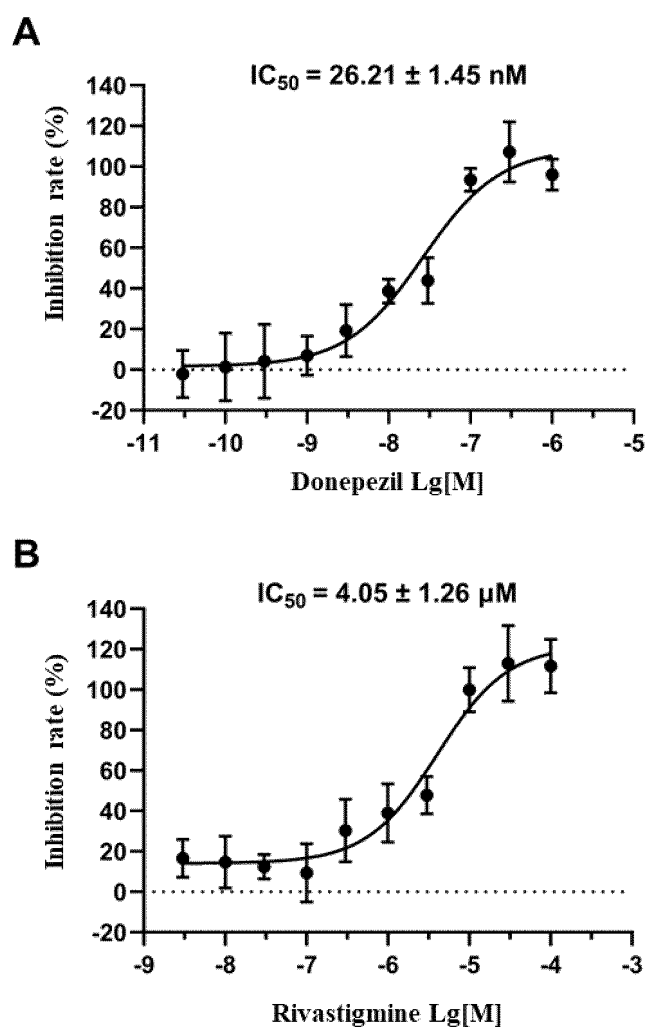 A
IC50 = 26.21 ± 1.45 nM
140
120
100
80
60
40
20
0
-20
Inhibition rate (%)
-11 -10 -9 -8 -7 -6 -5
Donepezil Lg[M]
B
IC50 = 4.05 ± 1.26 µM
140
120
100
80
60
40
20
0
-20
Inhibition rate (%)
-9 -8 -7 -6 -5 -4 -3
Rivastigmine Lg[M]